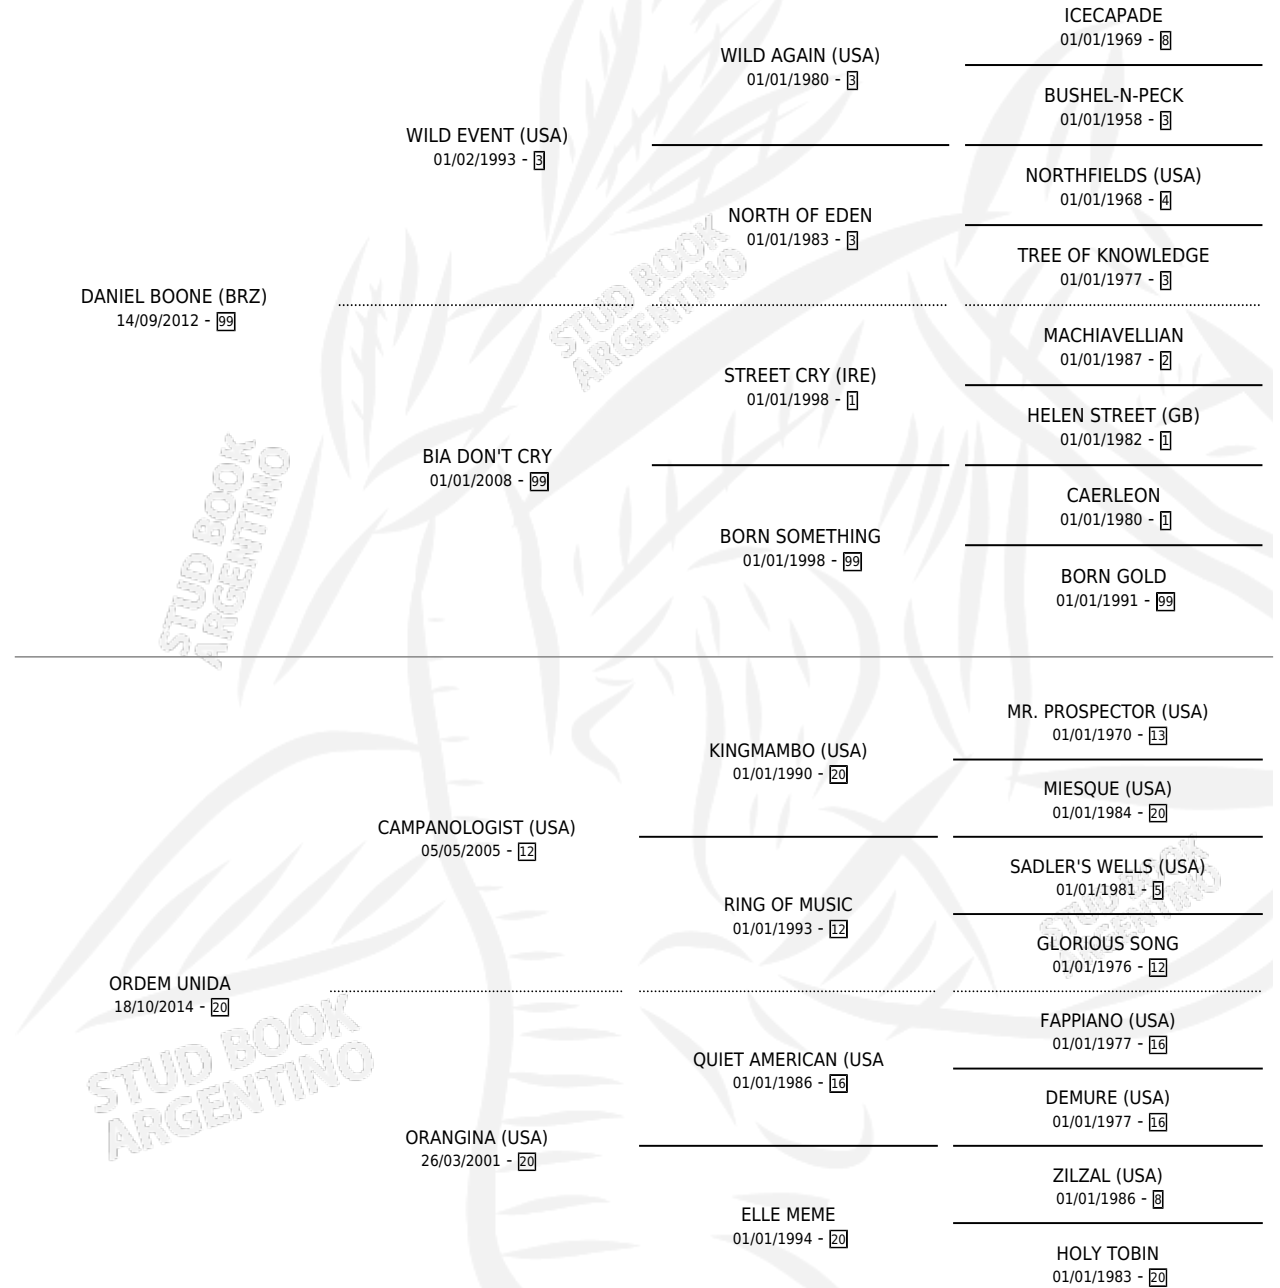 ICECAPADE
01/01/1969 - 8
WILD AGAIN (USA)
01/01/1980 - 3
BUSHEL-N-PECK
01/01/1958 - 3
WILD EVENT (USA)
01/02/1993 - 3
NORTHFIELDS (USA)
01/01/1968 - 4
NORTH OF EDEN
01/01/1983 - 3
TREE OF KNOWLEDGE
01/01/1977 - 3
DANIEL BOONE (BRZ)
14/09/2012 - 99
STUD BOOK
ARGENTINO
MACHIAVELLIAN
01/01/1987 - 2
STREET CRY (IRE)
01/01/1998 - 1
HELEN STREET (GB)
01/01/1982 - 1
BIA DON'T CRY
01/01/2008 - 99
CAERLEON
01/01/1980 - 1
BORN SOMETHING
01/01/1998 - 99
BORN GOLD
01/01/1991 - 99
STUD BOOK
ARGENTINO
MR. PROSPECTOR (USA)
01/01/1970 - 13
KINGMAMBO (USA)
01/01/1990 - 20
MIESQUE (USA)
01/01/1984 - 20
CAMPANOLOGIST (USA)
05/05/2005 - 12
SADLER'S WELLS (USA)
01/01/1981 - 5
RING OF MUSIC
01/01/1993 - 12
GLORIOUS SONG
01/01/1976 - 12
STUD BOOK
ARGENTINO
ORDEM UNIDA
18/10/2014 - 20
STUD BOOK
ARGENTINO
FAPPIANO (USA)
01/01/1977 - 16
QUIET AMERICAN (USA
01/01/1986 - 16
DEMURE (USA)
01/01/1977 - 16
ORANGINA (USA)
26/03/2001 - 20
ZILZAL (USA)
01/01/1986 - 8
ELLE MEME
01/01/1994 - 20
HOLY TOBIN
01/01/1983 - 20